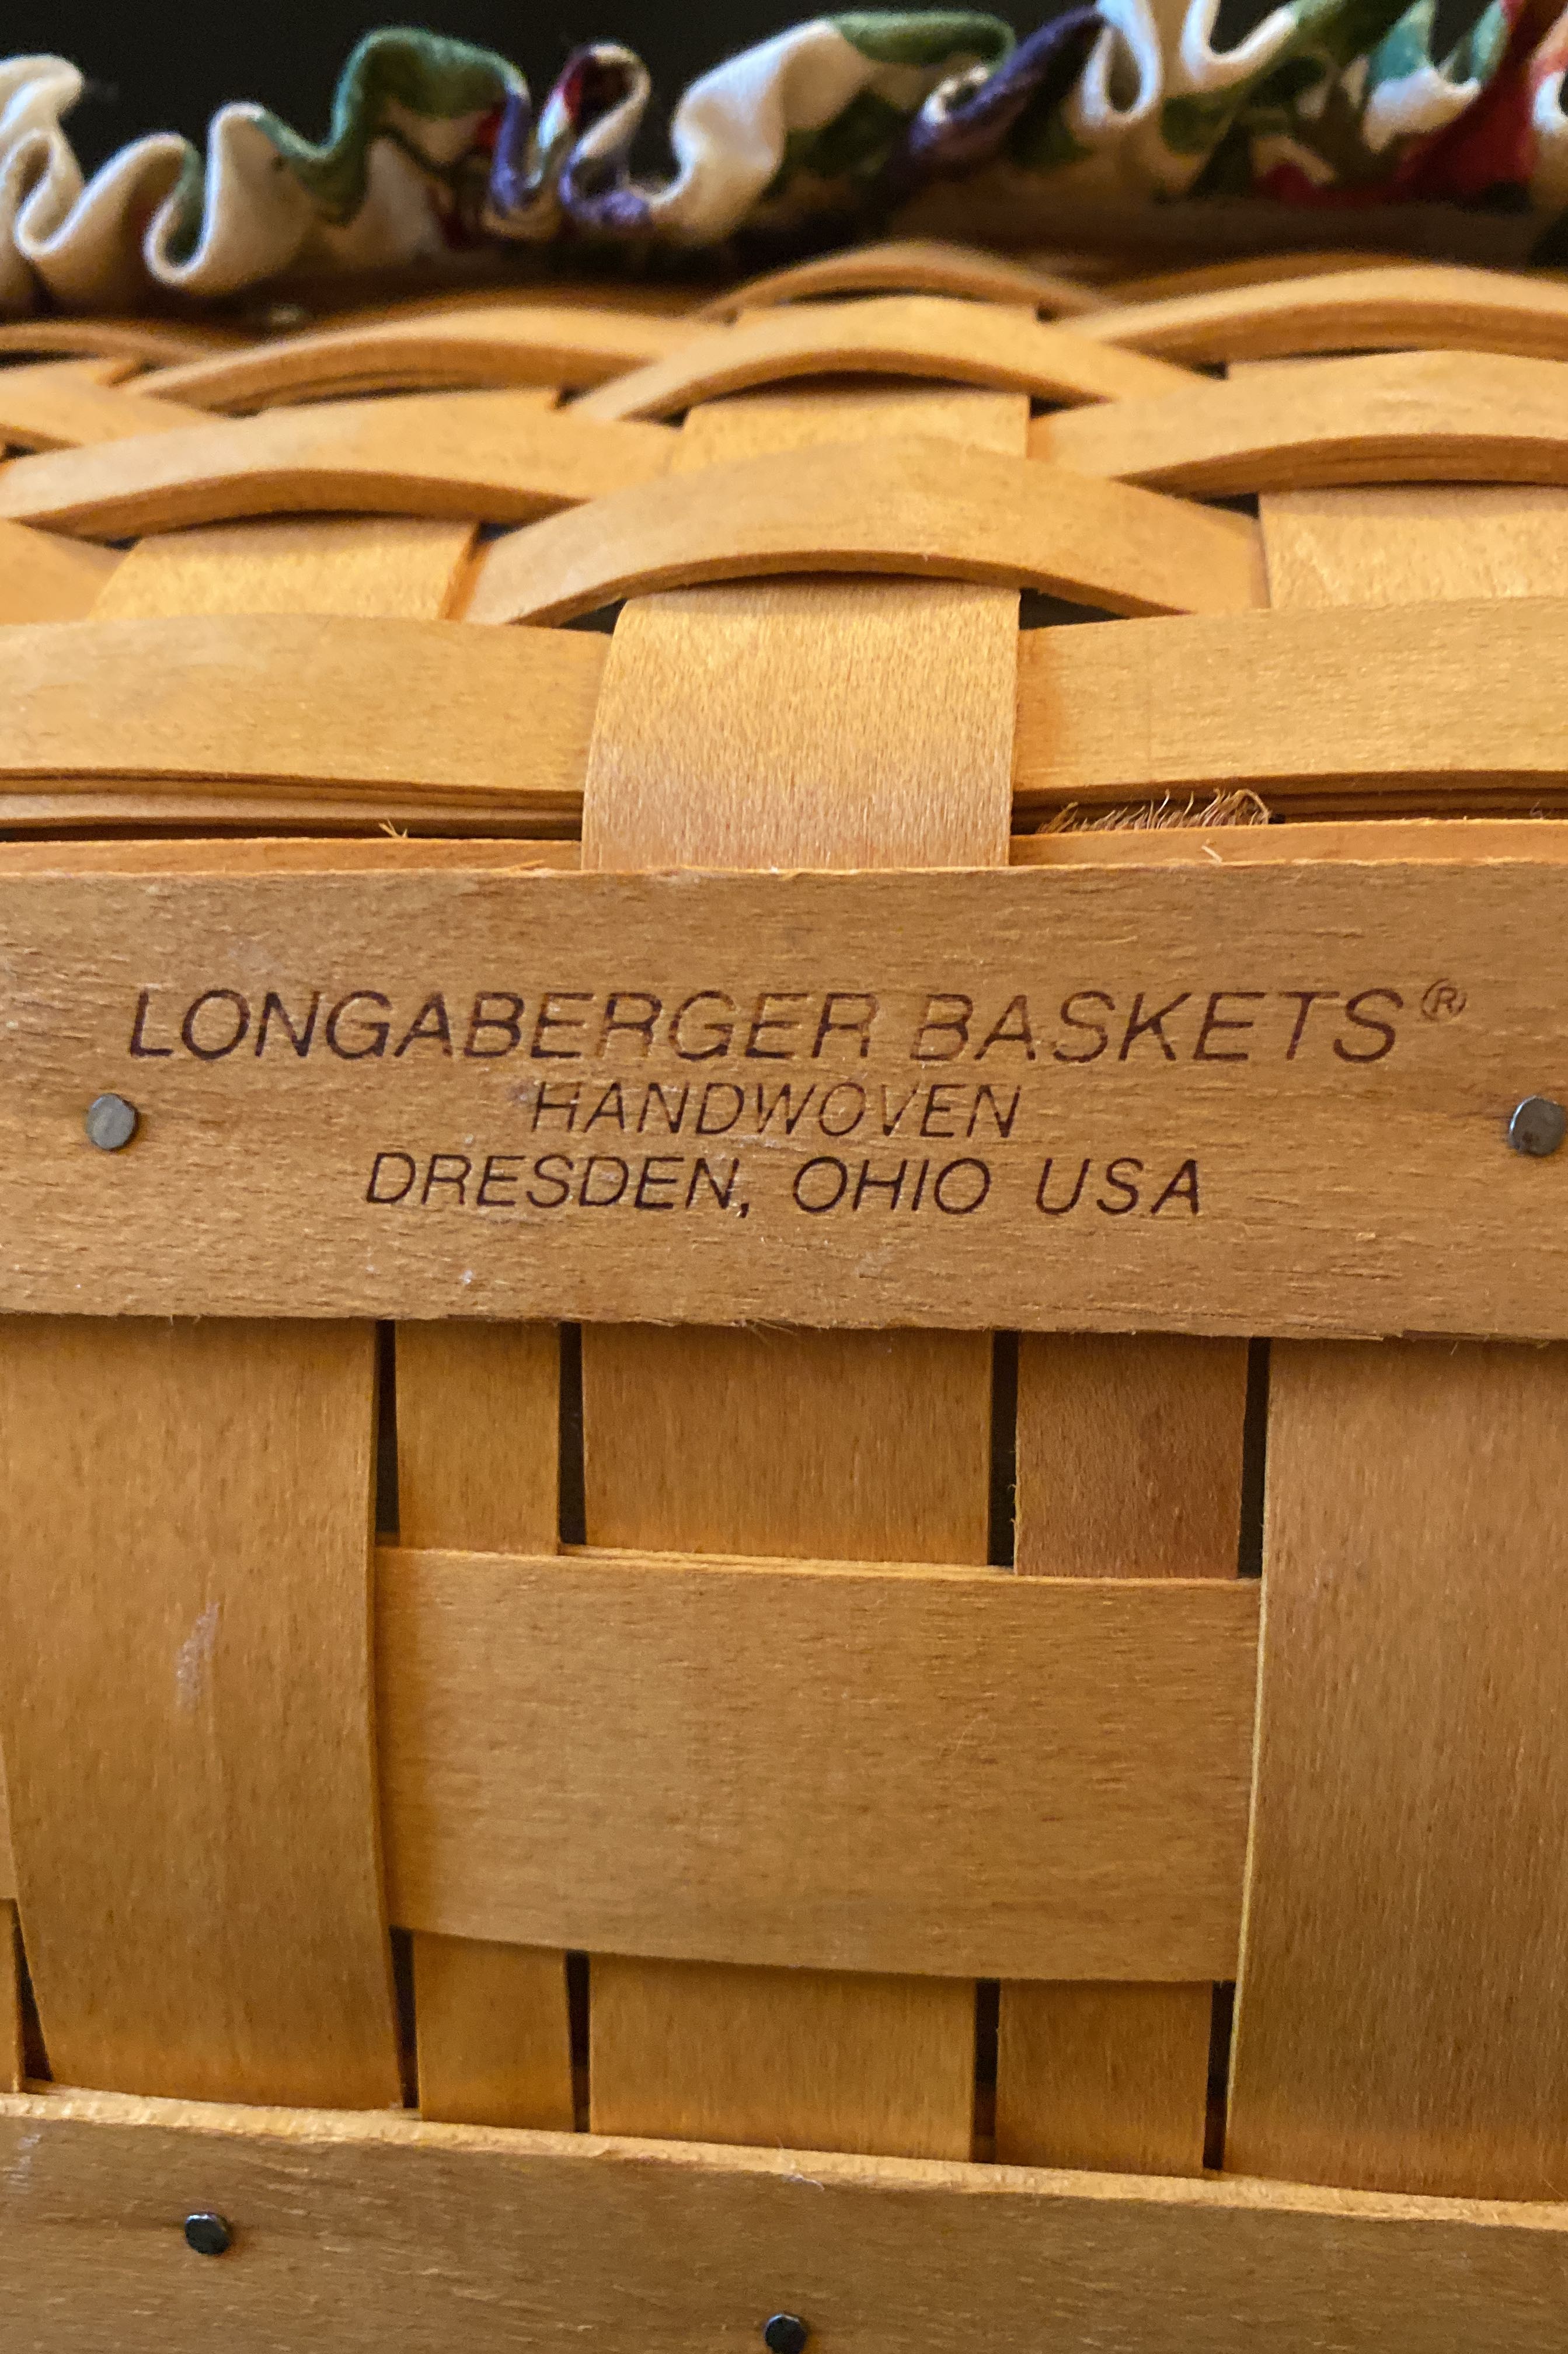 LONGABERGER BASKETS®
HANDWOVEN
DRESDEN, OHIO USA